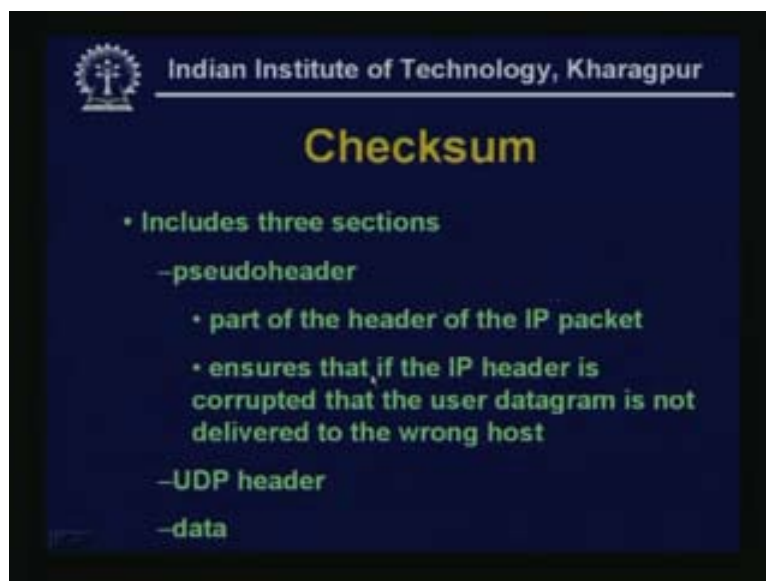 Indian Institute of Technology, Kharagpur
Checksum
• Includes three sections
–pseudoheader
• part of the header of the IP packet
• ensures that if the IP header is
corrupted that the user datagram is not
delivered to the wrong host
–UDP header
–data